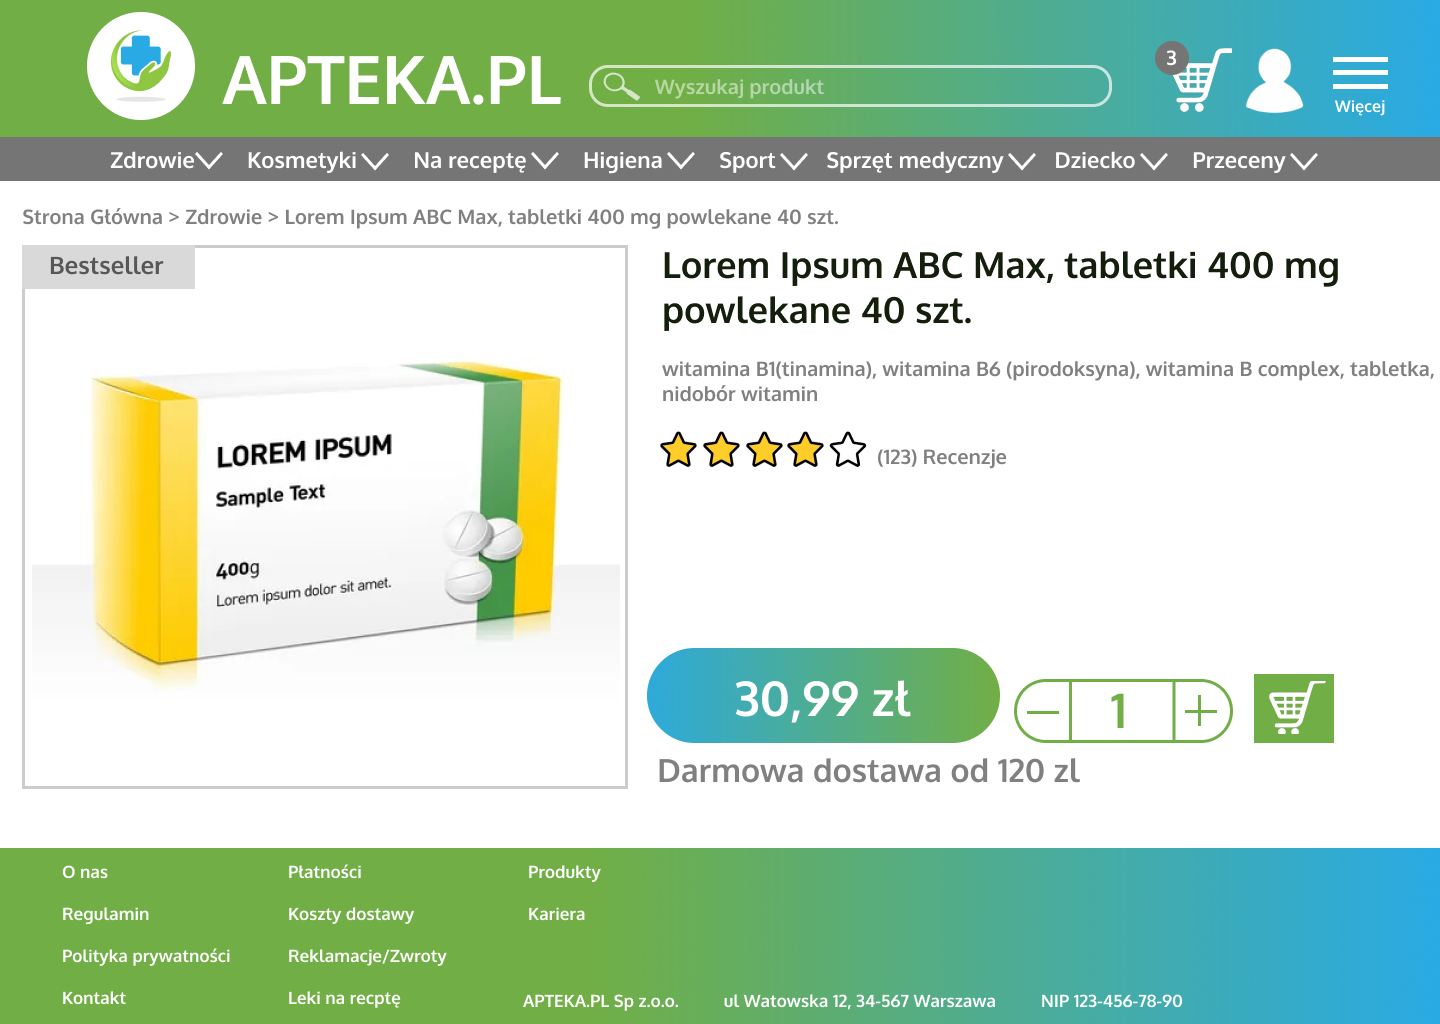 APTEKA.PL
Wyszukaj produkt
3
Więcej
Zdrowie Kosmetyki Na receptę Higiena Sport Sprzęt medyczny Dziecko Przeceny
Strona Główna > Zdrowie > Lorem Ipsum ABC Max, tabletki 400 mg powlekane 40 szt.
Bestseller
LOREM IPSUM
Sample Text
400g
Lorem ipsum dolor sit amet.
Lorem Ipsum ABC Max, tabletki 400 mg
powlekane 40 szt.
witamina B1(tinamina), witamina B6 (pirodoksyna), witamina B complex, tabletka,
nidobór witamin
(123) Recenzje
30,99 zł
1
Darmowa dostawa od 120 zl
O nas
Regulamin
Polityka prywatności
Kontakt
Płatności
Koszty dostawy
Reklamacje/Zwroty
Leki na recptę
Produkty
Kariera
APTEKA.PL Sp z.o.o. ul Watowska 12, 34-567 Warszawa NIP 123-456-78-90